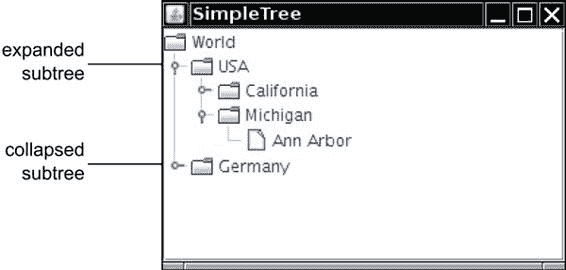 SimpleTree
World
expanded
subtree
USA
California
Michigan
Ann Arbor
collapsed
subtree
Germany